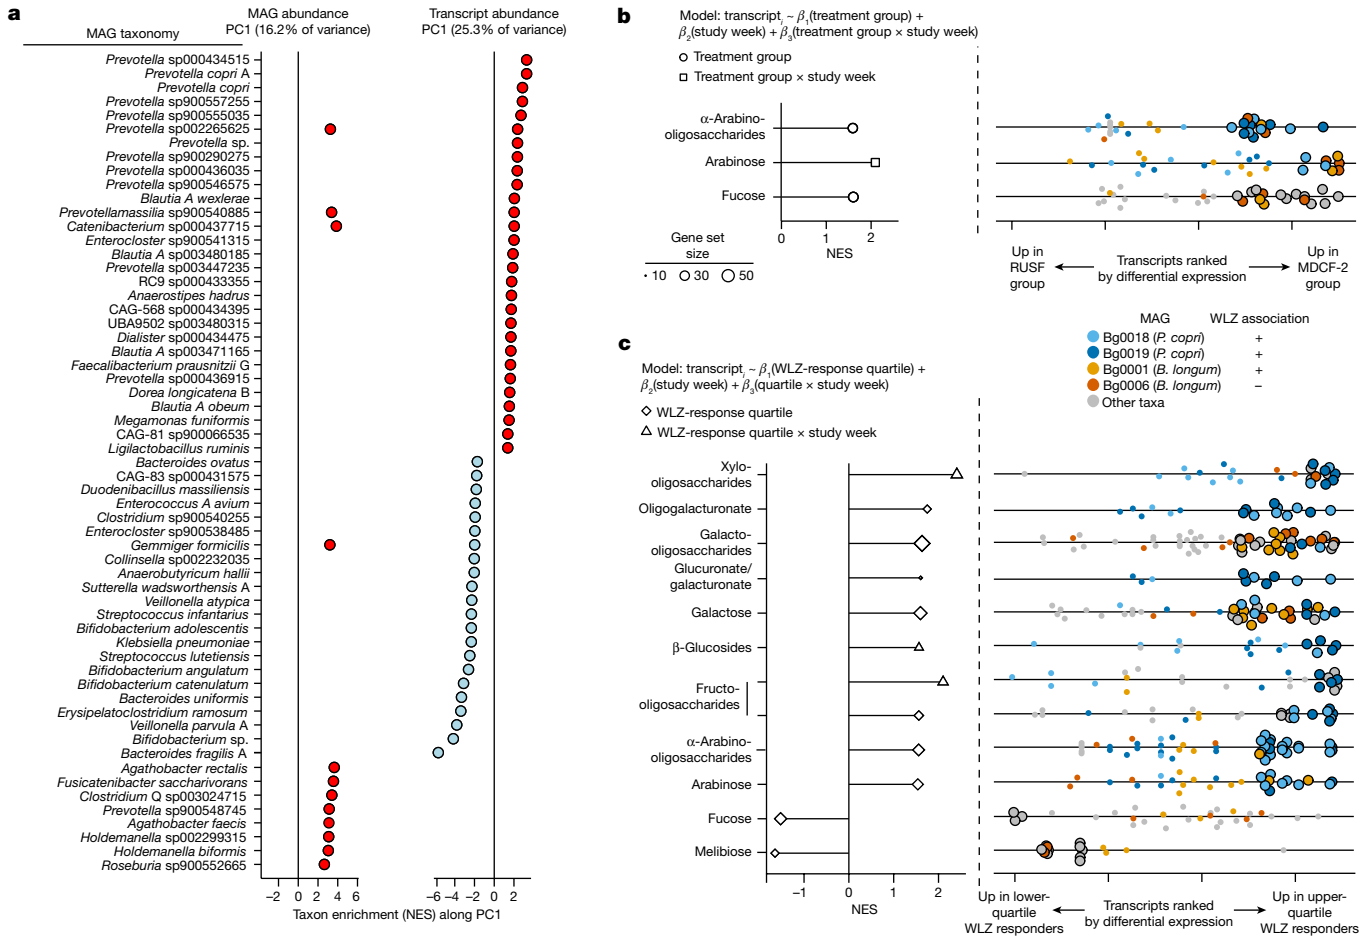 a
MAG abundance
PC1 (16.2% of variance)
Transcript abundance
PC1 (25.3% of variance)
MAG taxonomy
Prevotella sp000434515
Prevotella copri A
Prevotella copri
Prevotella sp900557255
Prevotella sp900555035
Prevotella sp002265625
Prevotella sp.
Prevotella sp900290275
Prevotella sp000436035
Prevotella sp900546575
Blautia A wexlerae
Prevotellamassilia sp900540885
Catenibacterium sp000437715
Enterocloster sp900541315
Blautia A sp003480185
Prevotella sp003447235
RC9 sp000433355
Anaerostipes hadrus
CAG-568 sp000434395
UBA9502 sp003480315
Dialister sp000434475
Blautia A sp003471165
Faecalibacterium prausnitzii G
Prevotella sp000436915
Dorea longicatena B
Blautia A obeum
Megamonas funiformis
CAG-81 sp900066535
Ligilactobacillus ruminis
Bacteroides ovatus
CAG-83 sp000431575
Duodenibacillus massiliensis
Enterococcus A avium
Clostridium sp900540255
Enterocloster sp900538485
Gemmiger formicilis
Collinsella sp002232035
Anaerobutyricum hallii
Sutterella wadsworthensis A
Veillonella atypica
Streptococcus infantarius
Bifidobacterium adolescentis
Klebsiella pneumoniae
Streptococcus lutetiensis
Bifidobacterium angulatum
Bifidobacterium catenulatum
Bacteroides uniformis
Erysipelatoclostridium ramosum
Veillonella parvula A
Bifidobacterium sp.
Bacteroides fragilis A
Agathobacter rectalis
Fusicatenibacter saccharivorans
Clostridium Q sp003024715
Prevotella sp900548745
Agathobacter faecis
Holdemanella sp002299315
Holdemanella biformis
Roseburia sp900552665
−2 0 2 4 6
−6 −4 −2 0 2
Taxon enrichment (NES) along PC1
b
Model: transcriptᵢ ~ β₁(treatment group) +
β₂(study week) + β₃(treatment group × study week)
Treatment group
Treatment group × study week
α-Arabino-
oligosaccharides
Arabinose
Fucose
0 1 2
NES
Gene set
size
10 30 50
Up in
RUSF
group
Transcripts ranked
by differential expression
Up in
MDCF-2
group
MAG WLZ association
Bg0018 (P. copri) +
Bg0019 (P. copri) +
Bg0001 (B. longum) +
Bg0006 (B. longum) −
Other taxa
c
Model: transcriptᵢ ~ β₁(WLZ-response quartile) +
β₂(study week) + β₃(quartile × study week)
WLZ-response quartile
WLZ-response quartile × study week
Xylo-
oligosaccharides
Oligogalacturonate
Galacto-
oligosaccharides
Glucuronate/
galacturonate
Galactose
β-Glucosides
Fructo-
oligosaccharides
α-Arabino-
oligosaccharides
Arabinose
Fucose
Melibiose
−1 0 1 2
NES
Up in lower-
quartile
WLZ responders
Transcripts ranked
by differential expression
Up in upper-
quartile
WLZ responders